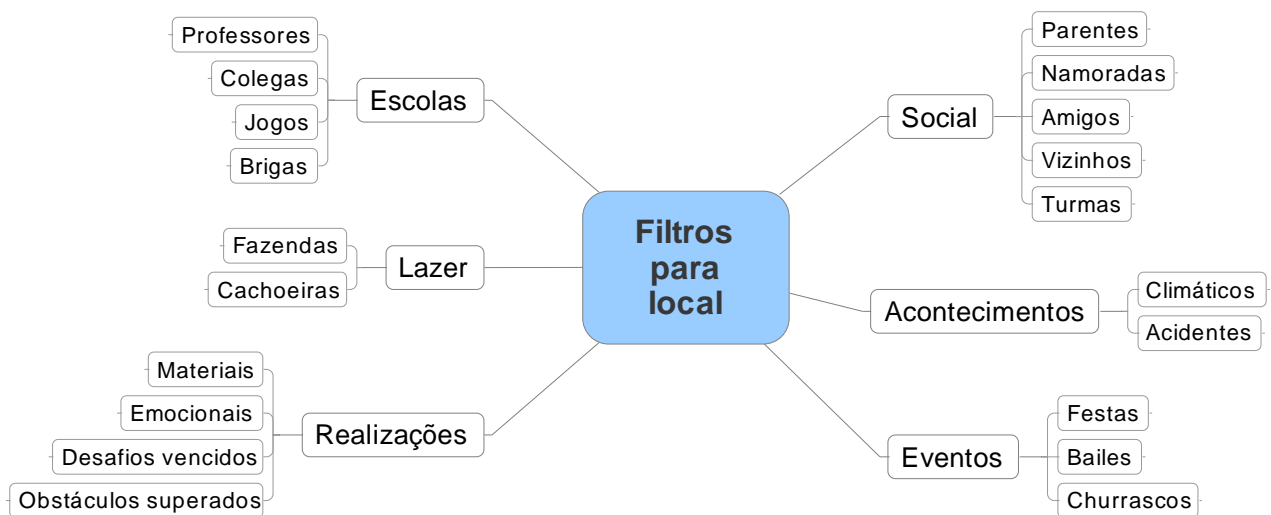 Filtros
para
local
Escolas
Professores
Colegas
Jogos
Brigas
Lazer
Fazendas
Cachoeiras
Realizações
Materiais
Emocionais
Desafios vencidos
Obstáculos superados
Social
Parentes
Namoradas
Amigos
Vizinhos
Turmas
Acontecimentos
Climáticos
Acidentes
Eventos
Festas
Bailes
Churrascos